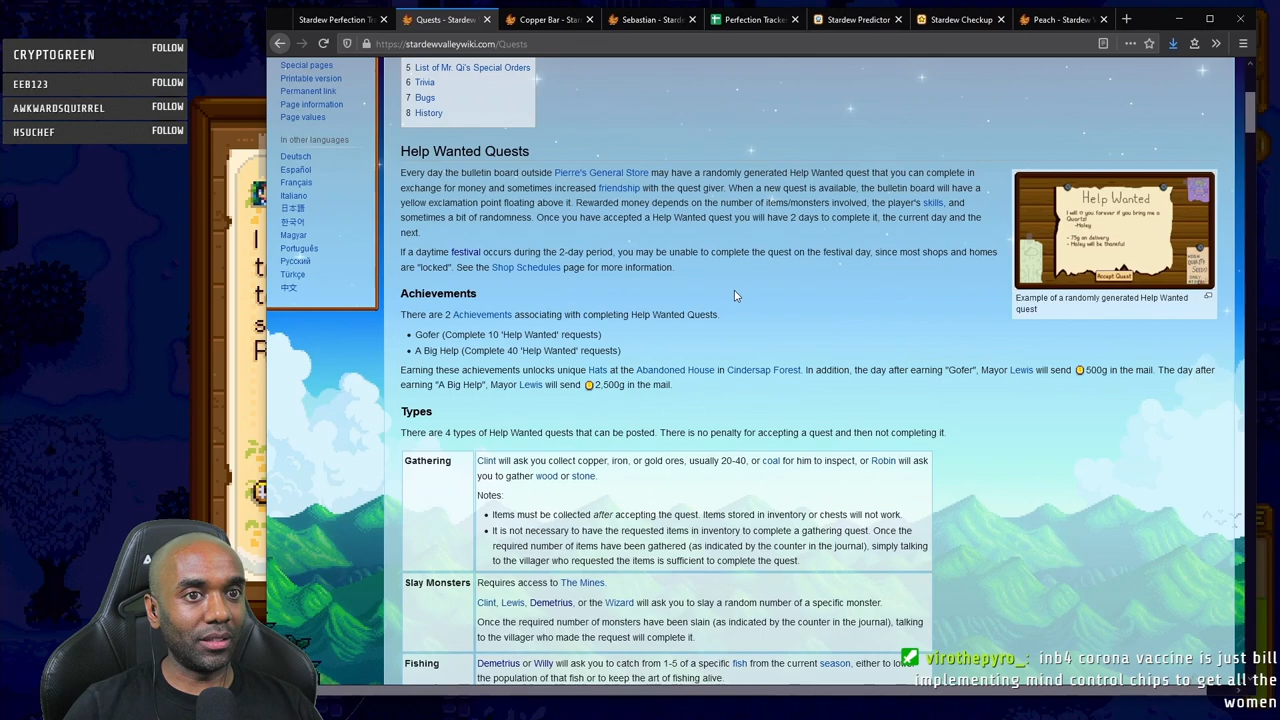 Stardew Perfection Tr
Quests - Stardew
Copper Bar - Star
Sebastian - Stardew
Perfection Tracke
Stardew Predictor
Stardew Checkup
Peach - Stardew V
https://stardewvalleywiki.com/Quests
CRYPTOGREEN FOLLOW
EEB123 FOLLOW
AWKWARDSQUIRREL FOLLOW
HSUCHEF FOLLOW
Special pages
Printable version
Permanent link
Page information
Page values
In other languages
Deutsch
Español
Français
Italiano
日本語
한국어
Magyar
Português
Русский
Türkçe
中文
5 List of Mr. Qi's Special Orders
6 Trivia
7 Bugs
8 History
Help Wanted Quests
Every day the bulletin board outside Pierre's General Store may have a randomly generated Help Wanted quest that you can complete in
exchange for money and sometimes increased friendship with the quest giver. When a new quest is available, the bulletin board will have a
yellow exclamation point floating above it. Rewarded money depends on the number of items/monsters involved, the player's skills, and
sometimes a bit of randomness. Once you have accepted a Help Wanted quest you will have 2 days to complete it, the current day and the
next.
If a daytime festival occurs during the 2-day period, you may be unable to complete the quest on the festival day, since most shops and homes
are "locked". See the Shop Schedules page for more information.
Help Wanted
I will love you forever if you bring me a
Quartz!
-Haley
- 75g on delivery
- Haley will be thankful
Accept Quest
Example of a randomly generated Help Wanted
quest
Achievements
There are 2 Achievements associating with completing Help Wanted Quests.
• Gofer (Complete 10 'Help Wanted' requests)
• A Big Help (Complete 40 'Help Wanted' requests)
Earning these achievements unlocks unique Hats at the Abandoned House in Cindersap Forest. In addition, the day after earning "Gofer", Mayor Lewis will send 500g in the mail. The day after
earning "A Big Help", Mayor Lewis will send 2,500g in the mail.
Types
There are 4 types of Help Wanted quests that can be posted. There is no penalty for accepting a quest and then not completing it.
Gathering
Clint will ask you collect copper, iron, or gold ores, usually 20-40, or coal for him to inspect, or Robin will ask
you to gather wood or stone.
Notes:
• Items must be collected after accepting the quest. Items stored in inventory or chests will not work.
• It is not necessary to have the requested items in inventory to complete a gathering quest. Once the
required number of items have been gathered (as indicated by the counter in the journal), simply talking
to the villager who requested the items is sufficient to complete the quest.
Slay Monsters
Requires access to The Mines.
Clint, Lewis, Demetrius, or the Wizard will ask you to slay a random number of a specific monster.
Once the required number of monsters have been slain (as indicated by the counter in the journal), talking
to the villager who made the request will complete it.
Fishing
Demetrius or Willy will ask you to catch from 1-5 of a specific fish from the current season, either to
the population of that fish or to keep the art of fishing alive.
virothepyro_: inb4 corona vaccine is just bill
implementing mind control chips to get all the
women